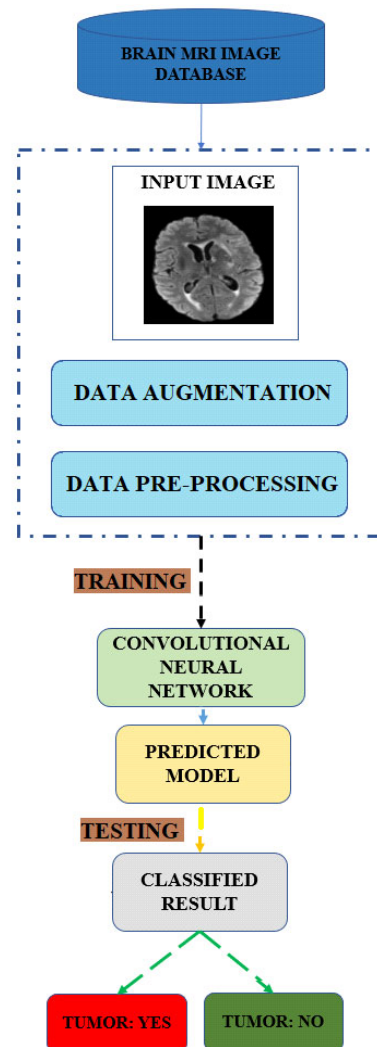 BRAIN MRI IMAGE
DATABASE
INPUT IMAGE
DATA AUGMENTATION
DATA PRE-PROCESSING
TRAINING
CONVOLUTIONAL
NEURAL
NETWORK
PREDICTED
MODEL
TESTING
CLASSIFIED
RESULT
TUMOR: YES
TUMOR: NO